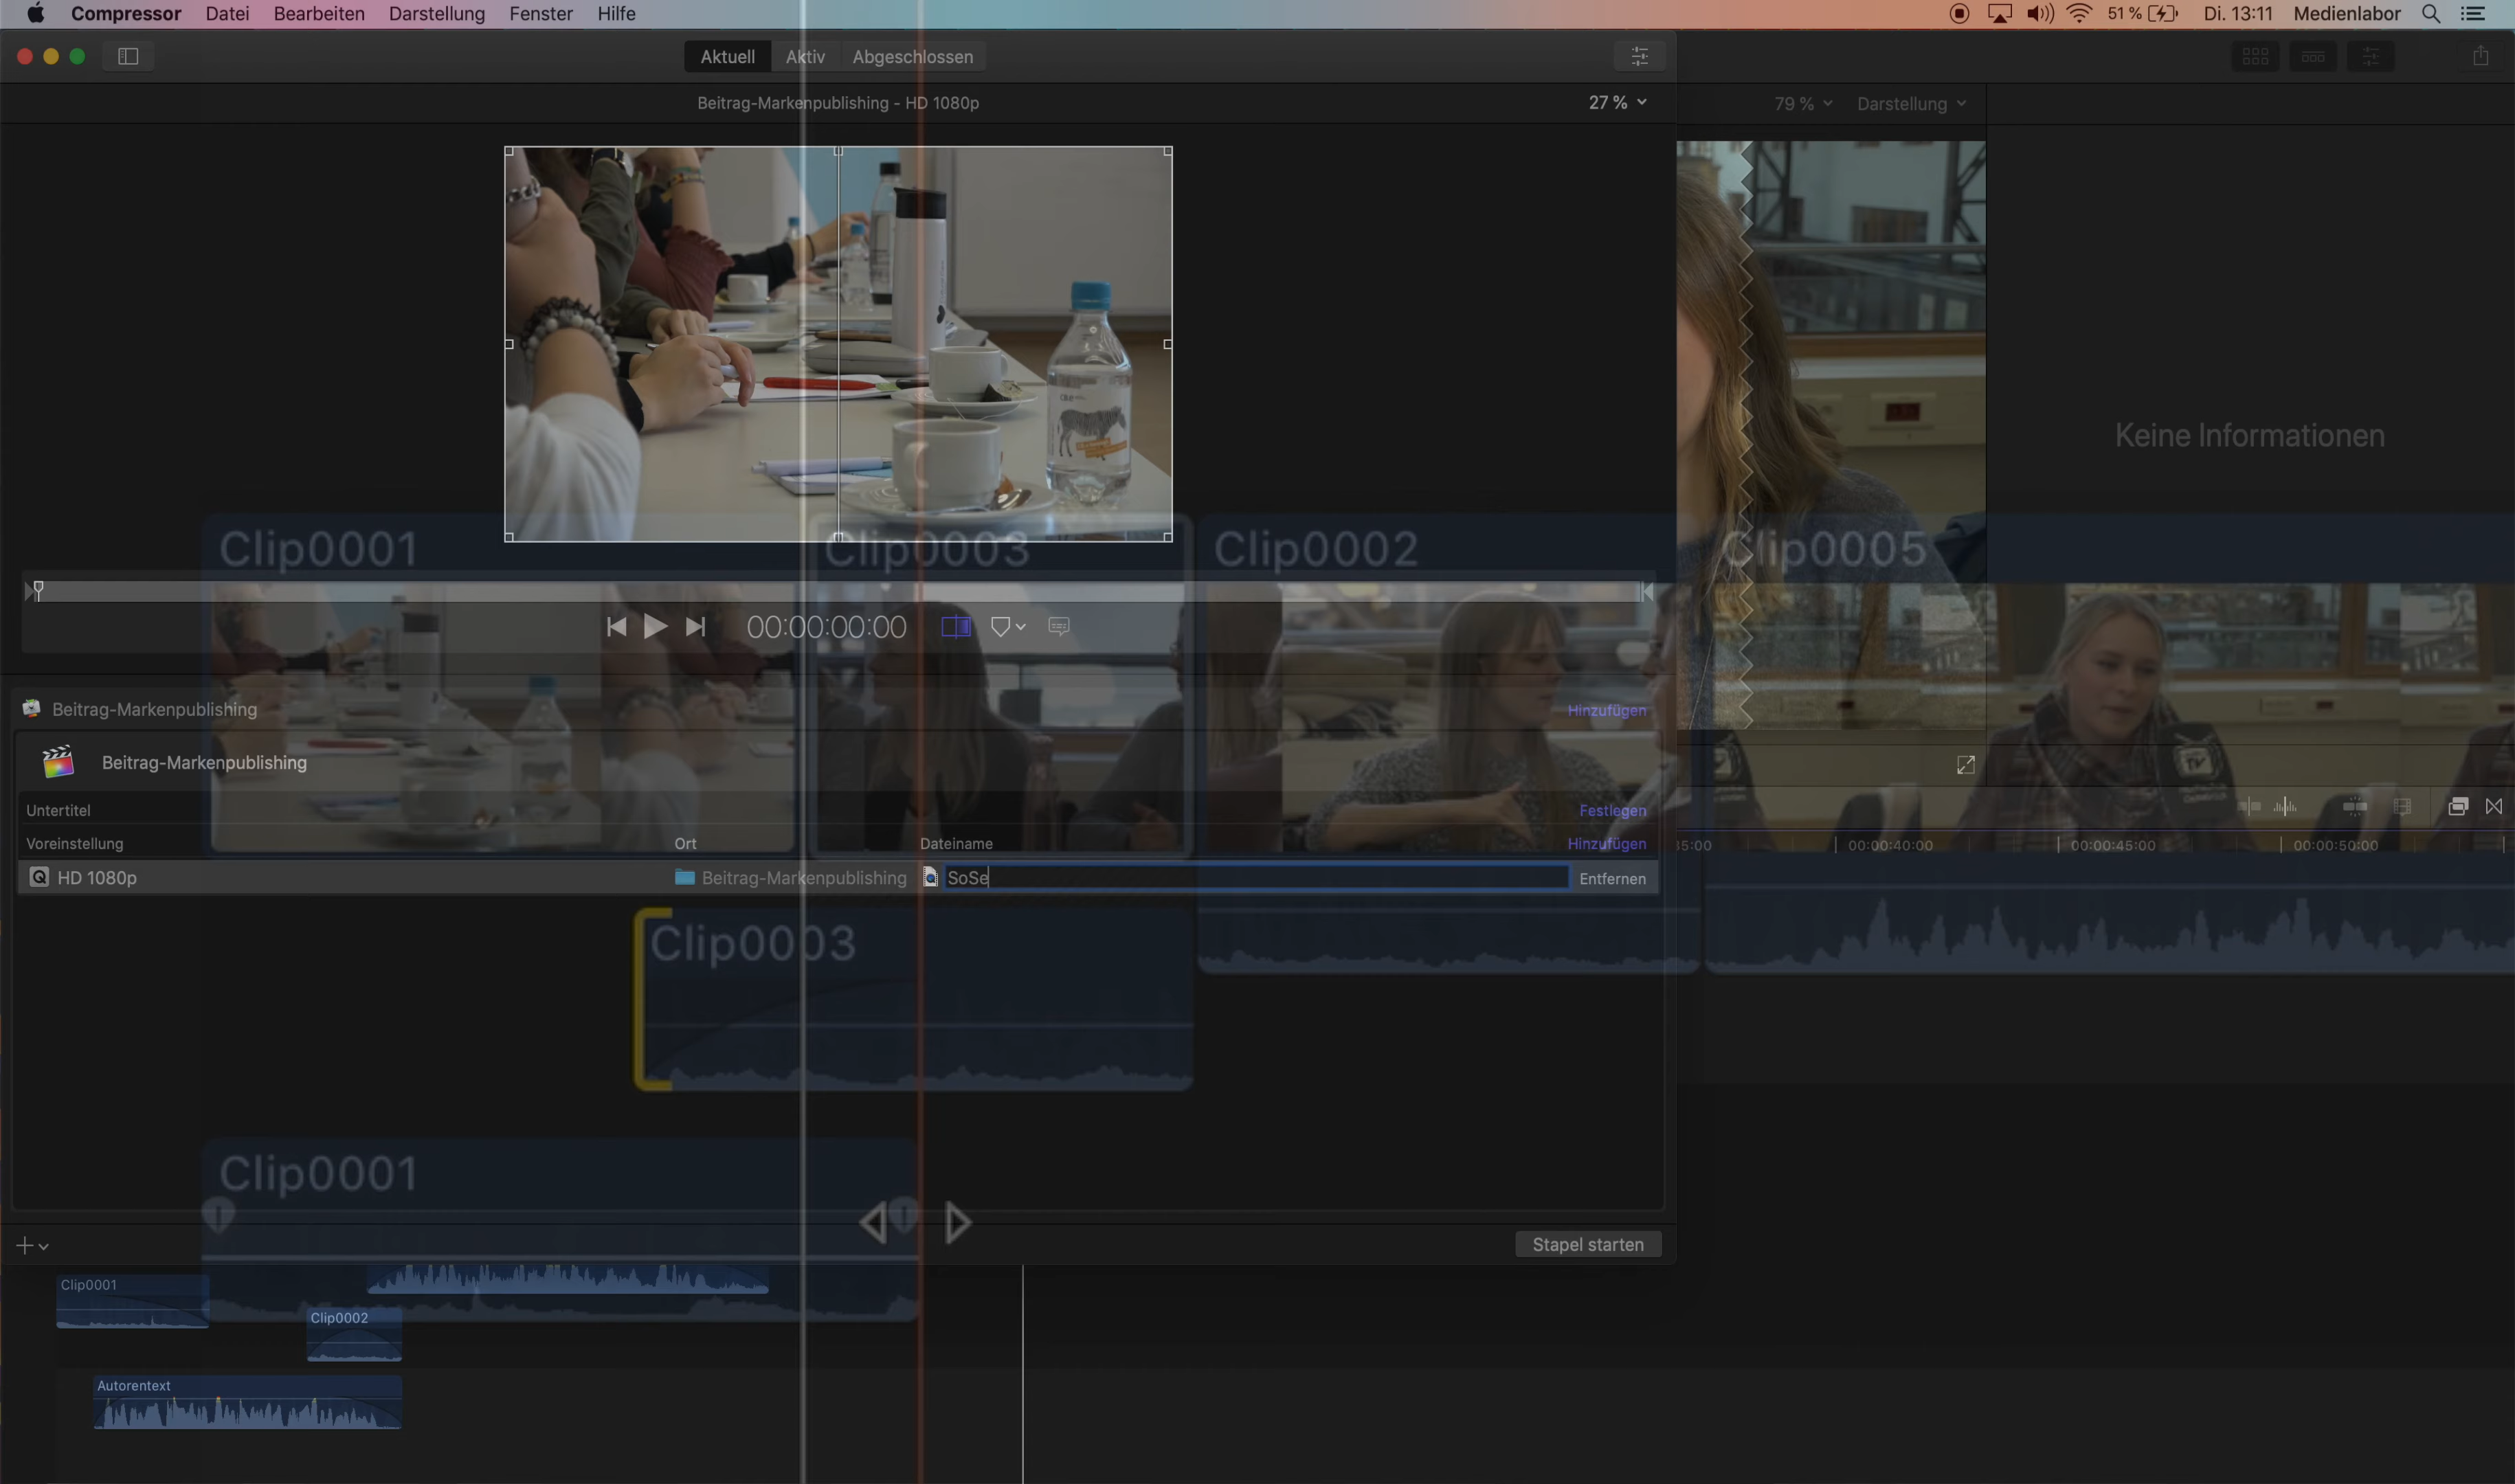 Compressor Datei Bearbeiten Darstellung Fenster Hilfe 51 % Di. 13:11 Medienlabor
Aktuell Aktiv Abgeschlossen
Beitrag-Markenpublishing - HD 1080p 27 % 79 % Darstellung
Keine Informationen
Clip0001 Clip0003 Clip0002 Clip0005
00:00:00:00
Beitrag-Markenpublishing Hinzufügen
Beitrag-Markenpublishing
TV
Untertitel Festlegen
Voreinstellung Ort Dateiname Hinzufügen 00:00:40:00 00:00:45:00 00:00:50:00
HD 1080p Beitrag-Markenpublishing SoSe Entfernen
Clip0003
Clip0001
Stapel starten
Clip0001
Clip0002
Autorentext